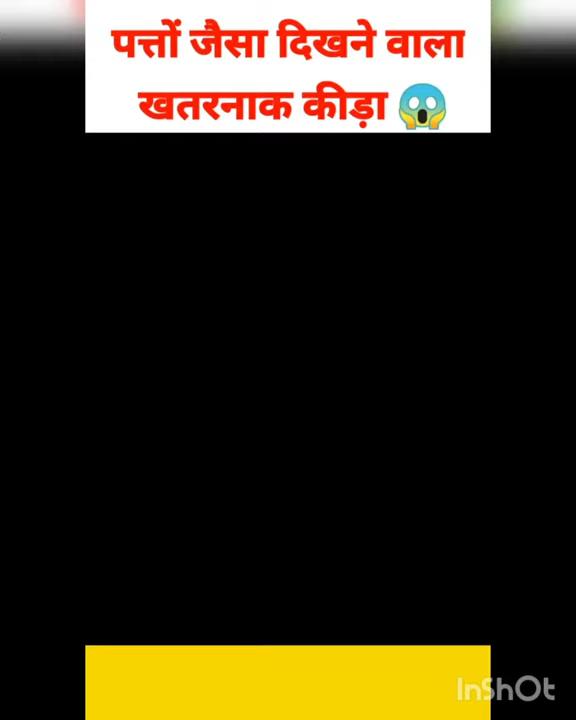 पत्तों जैसा दिखने वाला
खतरनाक कीड़ा 😱
InShOt